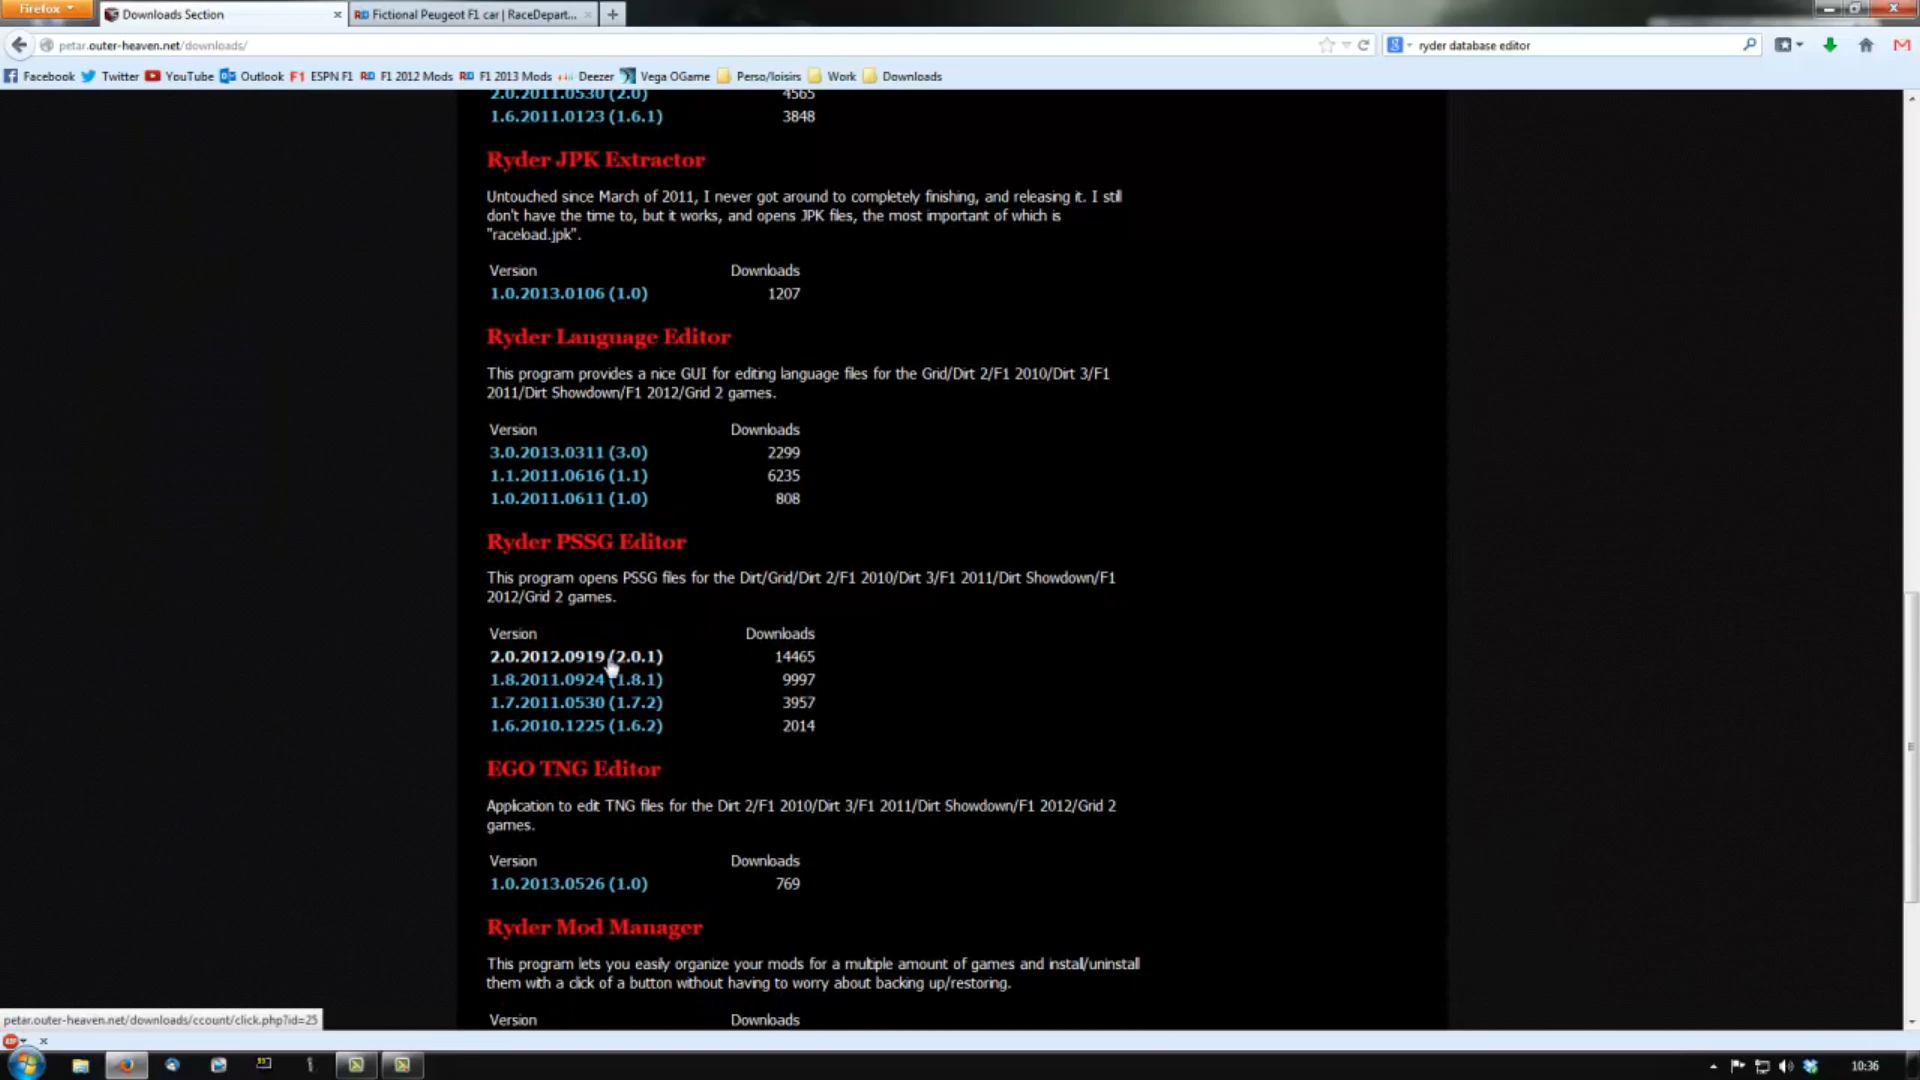 Firefox
Downloads Section
Fictional Peugeot F1 car | RaceDepart...
petar.outer-heaven.net/downloads/
ryder database editor
Facebook Twitter YouTube Outlook F1 ESPN F1 RD F1 2012 Mods RD F1 2013 Mods Deezer Vega OGame Perso/loisirs Work Downloads
2.0.2011.0530 (2.0) 4565
1.6.2011.0123 (1.6.1) 3848
Ryder JPK Extractor
Untouched since March of 2011, I never got around to completely finishing, and releasing it. I still
don't have the time to, but it works, and opens JPK files, the most important of which is
"raceload.jpk".
Version Downloads
1.0.2013.0106 (1.0) 1207
Ryder Language Editor
This program provides a nice GUI for editing language files for the Grid/Dirt 2/F1 2010/Dirt 3/F1
2011/Dirt Showdown/F1 2012/Grid 2 games.
Version Downloads
3.0.2013.0311 (3.0) 2299
1.1.2011.0616 (1.1) 6235
1.0.2011.0611 (1.0) 808
Ryder PSSG Editor
This program opens PSSG files for the Dirt/Grid/Dirt 2/F1 2010/Dirt 3/F1 2011/Dirt Showdown/F1
2012/Grid 2 games.
Version Downloads
2.0.2012.0919 (2.0.1) 14465
1.8.2011.0924 (1.8.1) 9997
1.7.2011.0530 (1.7.2) 3957
1.6.2010.1225 (1.6.2) 2014
EGO TNG Editor
Application to edit TNG files for the Dirt 2/F1 2010/Dirt 3/F1 2011/Dirt Showdown/F1 2012/Grid 2
games.
Version Downloads
1.0.2013.0526 (1.0) 769
Ryder Mod Manager
This program lets you easily organize your mods for a multiple amount of games and install/uninstall
them with a click of a button without having to worry about backing up/restoring.
Version Downloads
petar.outer-heaven.net/downloads/ccount/click.php?id=25
10:36